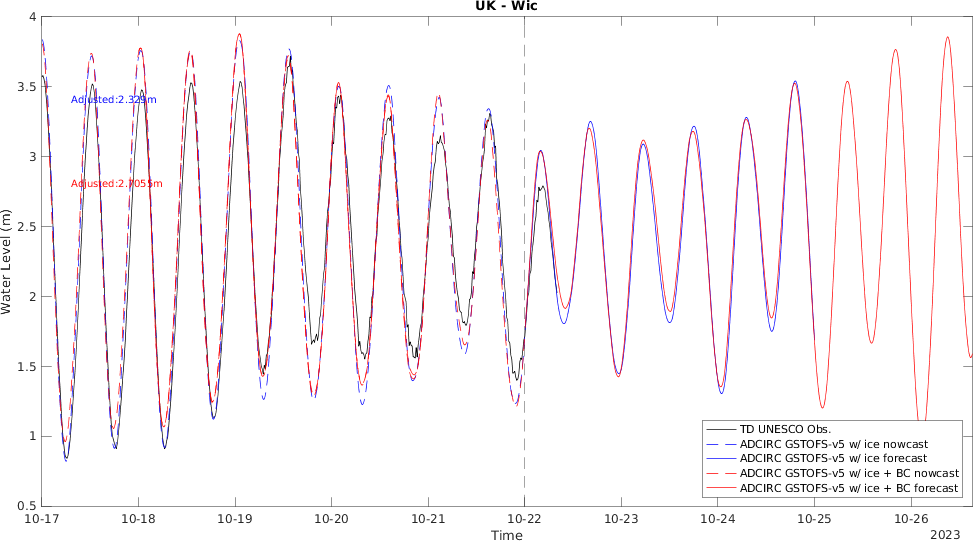 UK - Wic
4
3.5
3
2.5
2
1.5
1
0.5
Water Level (m)
Adjusted:2.329m
Adjusted:2.7055m
TD UNESCO Obs.
ADCIRC GSTOFS-v5 w/ ice nowcast
ADCIRC GSTOFS-v5 w/ ice forecast
ADCIRC GSTOFS-v5 w/ ice + BC nowcast
ADCIRC GSTOFS-v5 w/ ice + BC forecast
10-17 10-18 10-19 10-20 10-21 10-22 10-23 10-24 10-25 10-26
Time
2023